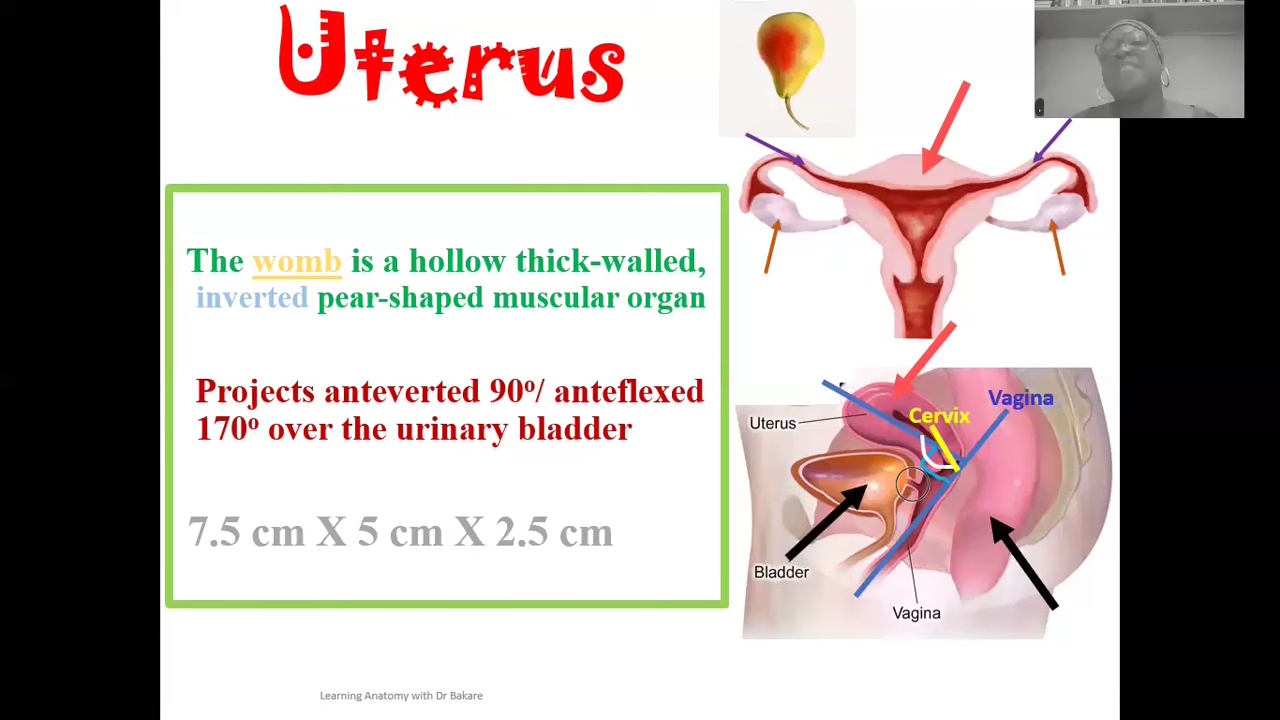 Uterus
The womb is a hollow thick-walled,
inverted pear-shaped muscular organ
Projects anteverted 90º/ anteflexed
170º over the urinary bladder
7.5 cm X 5 cm X 2.5 cm
Vagina
Cervix
Uterus
Bladder
Vagina
Learning Anatomy with Dr Bakare